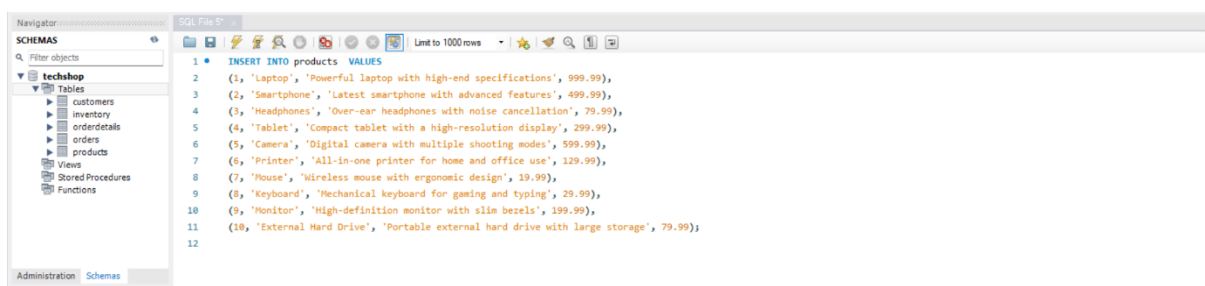 Navigator
SCHEMAS
Filter objects
techshop
Tables
customers
inventory
orderdetails
orders
products
Views
Stored Procedures
Functions
Administration Schemas
SQL File 5*
Limit to 1000 rows
1 INSERT INTO products VALUES
2 (1, 'Laptop', 'Powerful laptop with high-end specifications', 999.99),
3 (2, 'Smartphone', 'Latest smartphone with advanced features', 499.99),
4 (3, 'Headphones', 'Over-ear headphones with noise cancellation', 79.99),
5 (4, 'Tablet', 'Compact tablet with a high-resolution display', 299.99),
6 (5, 'Camera', 'Digital camera with multiple shooting modes', 599.99),
7 (6, 'Printer', 'All-in-one printer for home and office use', 129.99),
8 (7, 'Mouse', 'Wireless mouse with ergonomic design', 19.99),
9 (8, 'Keyboard', 'Mechanical keyboard for gaming and typing', 29.99),
10 (9, 'Monitor', 'High-definition monitor with slim bezels', 199.99),
11 (10, 'External Hard Drive', 'Portable external hard drive with large storage', 79.99);
12